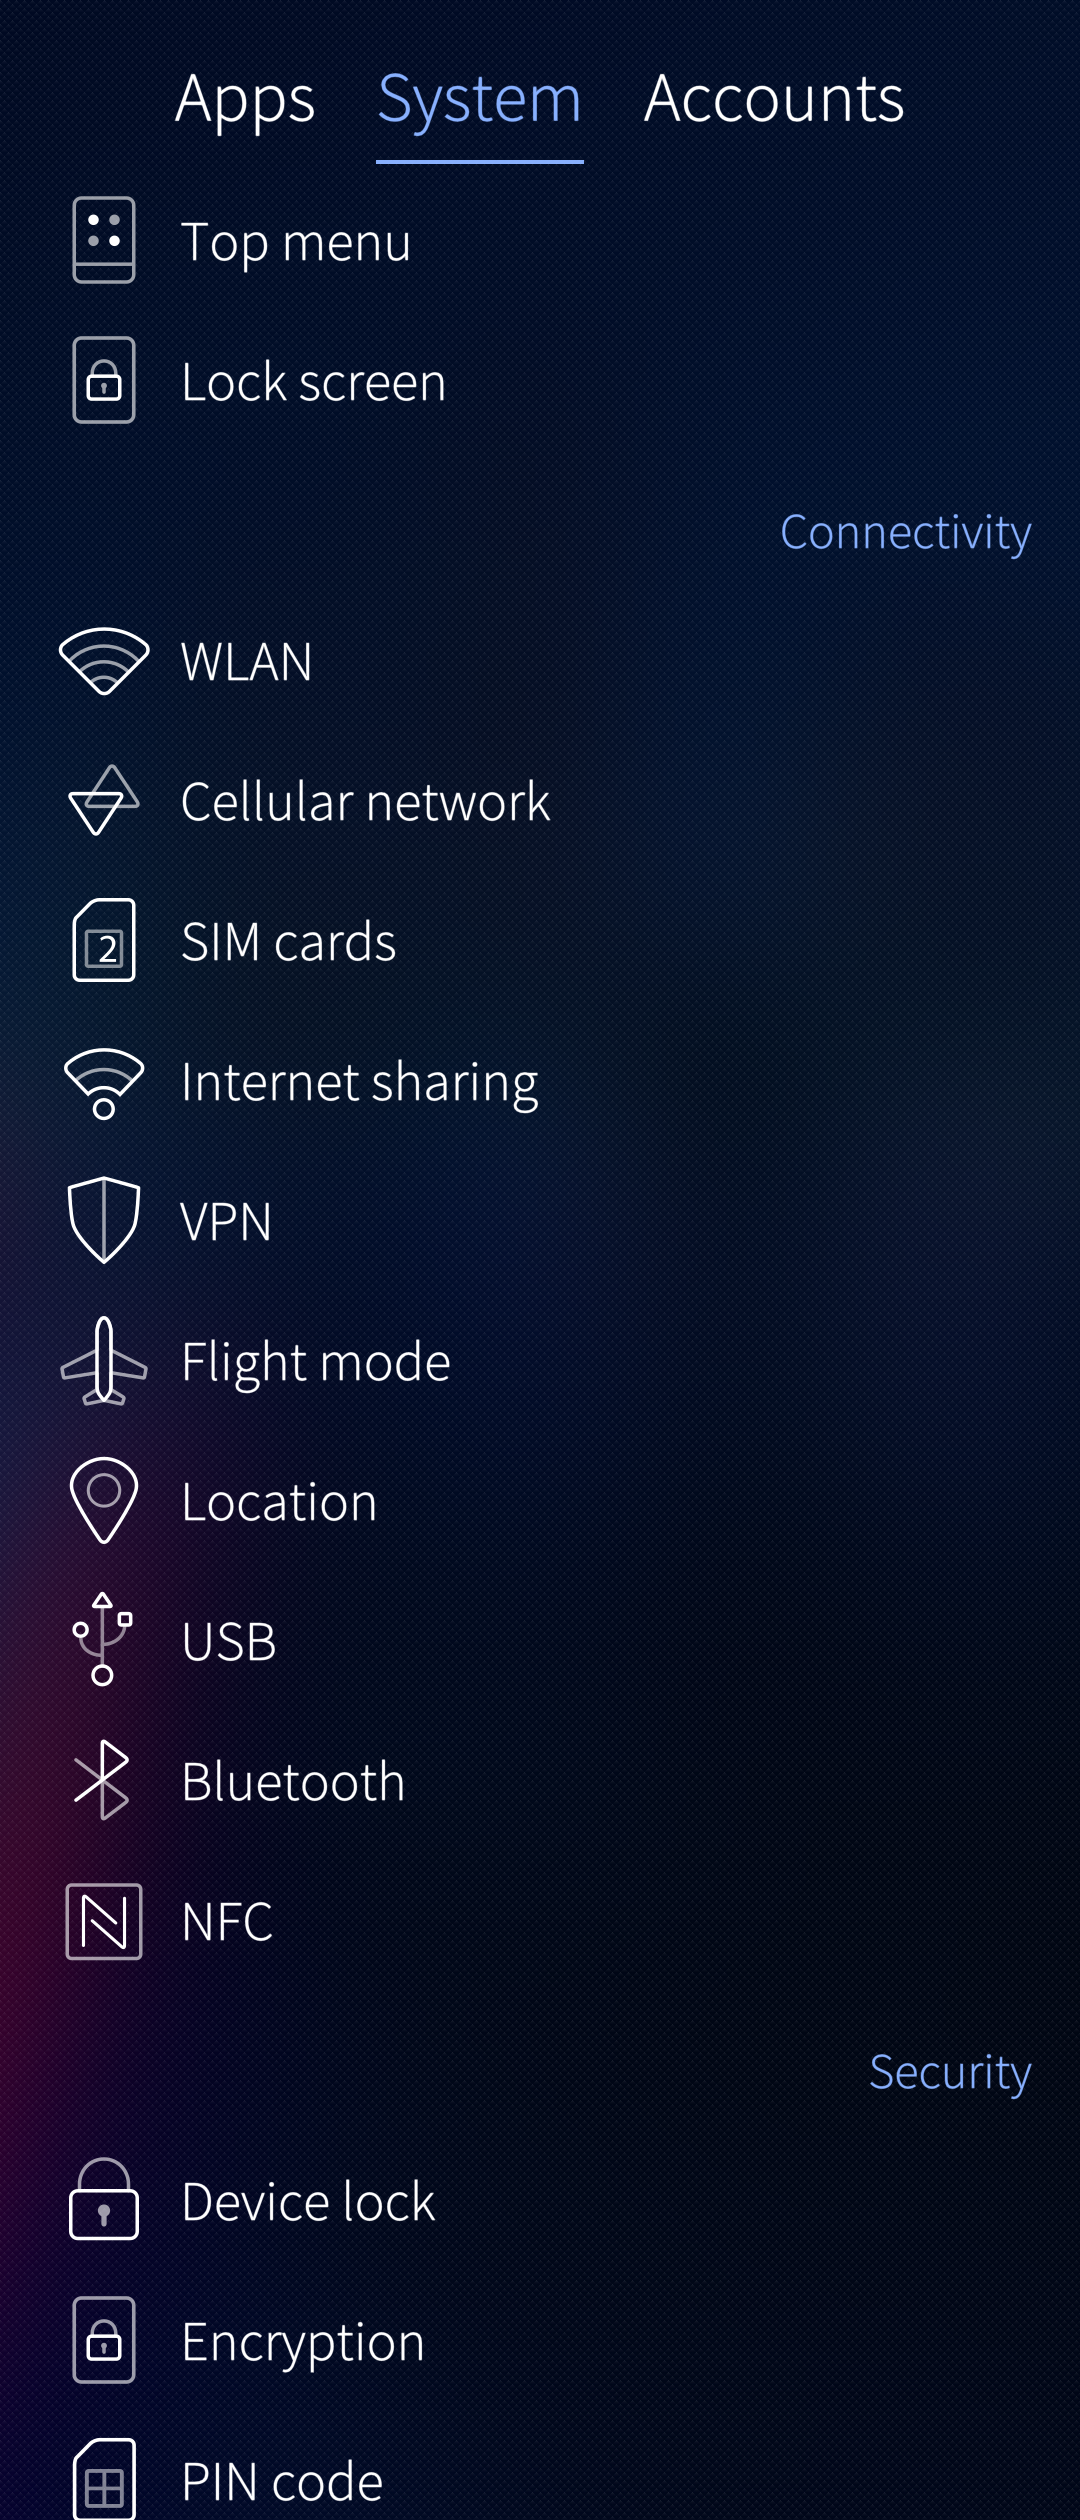 Apps System Accounts
Top menu
Lock screen
Connectivity
WLAN
Cellular network
2 SIM cards
Internet sharing
VPN
Flight mode
Location
USB
Bluetooth
NFC
Security
Device lock
Encryption
PIN code